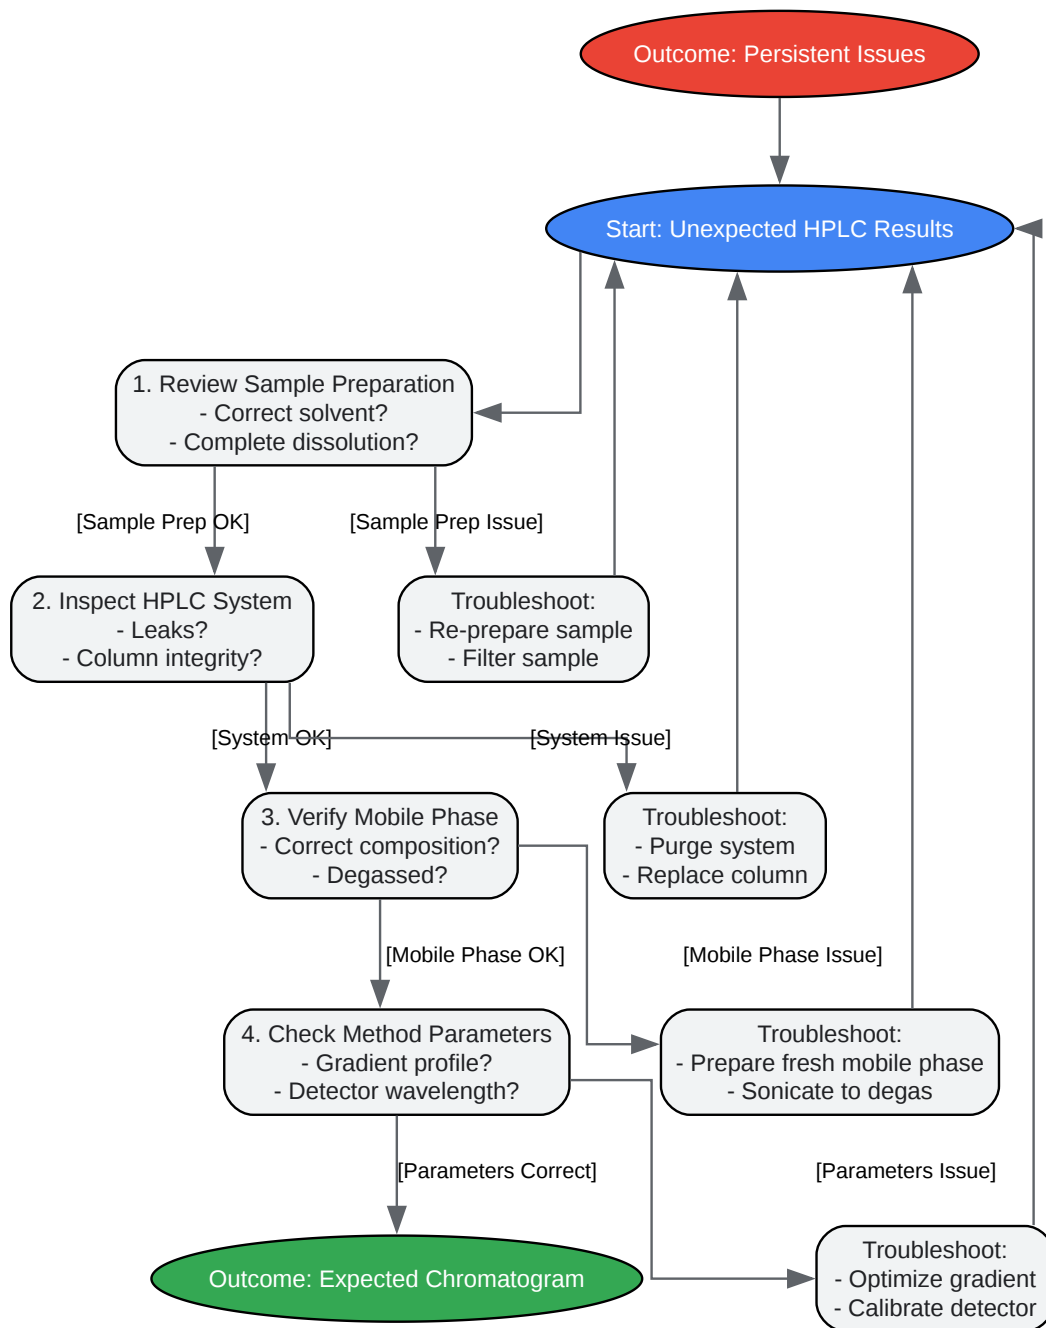 Outcome: Persistent Issues
Start: Unexpected HPLC Results
1. Review Sample Preparation
- Correct solvent?
- Complete dissolution?
[Sample Prep OK]
[Sample Prep Issue]
2. Inspect HPLC System
- Leaks?
- Column integrity?
Troubleshoot:
- Re-prepare sample
- Filter sample
[System OK]
[System Issue]
3. Verify Mobile Phase
- Correct composition?
- Degassed?
Troubleshoot:
- Purge system
- Replace column
[Mobile Phase OK]
[Mobile Phase Issue]
4. Check Method Parameters
- Gradient profile?
- Detector wavelength?
Troubleshoot:
- Prepare fresh mobile phase
- Sonicate to degas
[Parameters Correct]
[Parameters Issue]
Outcome: Expected Chromatogram
Troubleshoot:
- Optimize gradient
- Calibrate detector